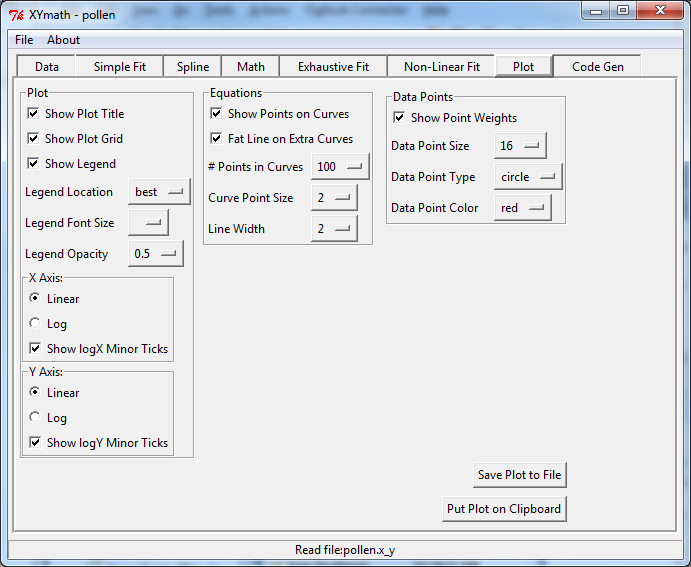 XYmath - pollen
File About
Data Simple Fit Spline Math Exhaustive Fit Non-Linear Fit Plot Code Gen
Plot
Show Plot Title
Show Plot Grid
Show Legend
Legend Location best
Legend Font Size
Legend Opacity 0.5
X Axis:
Linear
Log
Show logX Minor Ticks
Y Axis:
Linear
Log
Show logY Minor Ticks
Equations
Show Points on Curves
Fat Line on Extra Curves
# Points in Curves 100
Curve Point Size 2
Line Width 2
Data Points
Show Point Weights
Data Point Size 16
Data Point Type circle
Data Point Color red
Save Plot to File
Put Plot on Clipboard
Read file:pollen.x_y